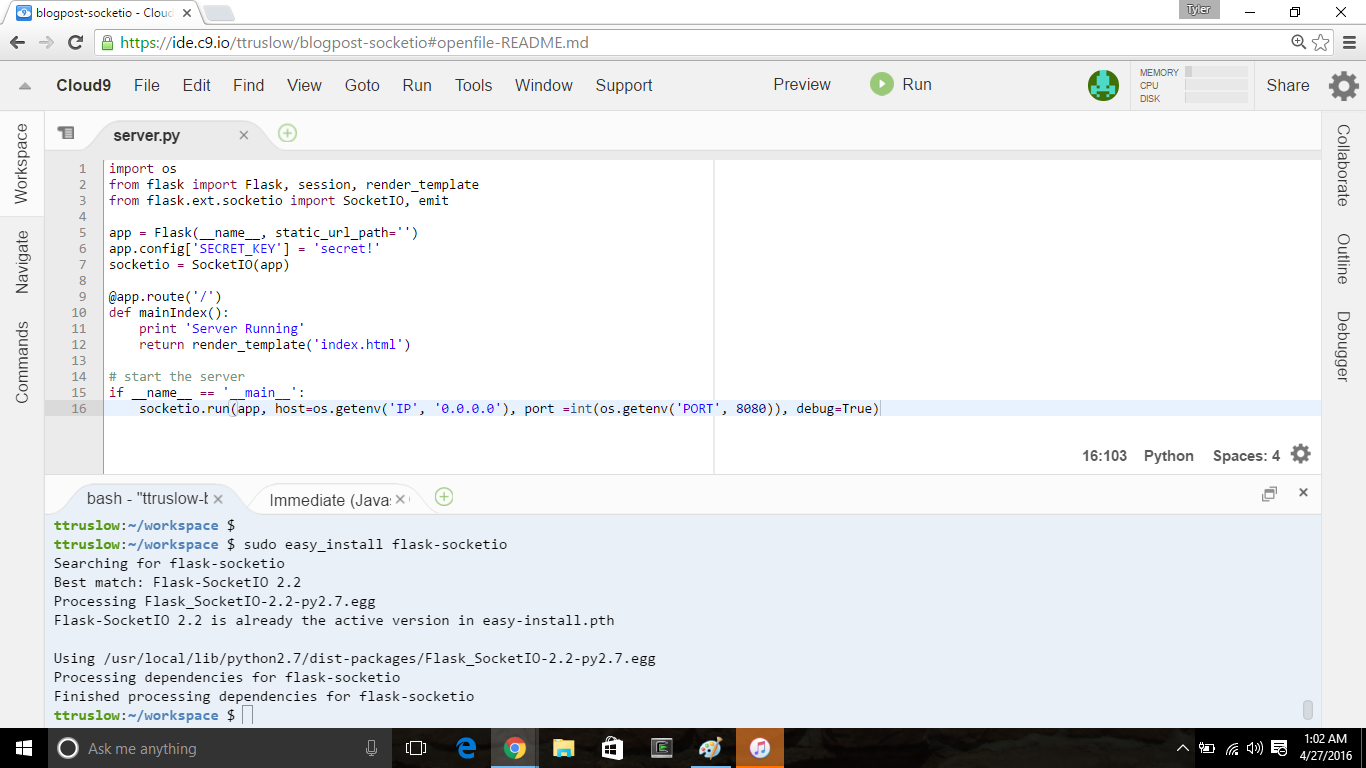 blogpost-socketio - Cloud
Tyler
https://ide.c9.io/ttruslow/blogpost-socketio#openfile-README.md
Cloud9 File Edit Find View Goto Run Tools Window Support Preview Run MEMORY CPU DISK Share
Workspace
Navigate
Commands
server.py
Collaborate
Outline
Debugger
1 import os
2 from flask import Flask, session, render_template
3 from flask.ext.socketio import SocketIO, emit
4
5 app = Flask(__name__, static_url_path='')
6 app.config['SECRET_KEY'] = 'secret!'
7 socketio = SocketIO(app)
8
9 @app.route('/')
10 def mainIndex():
11     print 'Server Running'
12     return render_template('index.html')
13
14 # start the server
15 if __name__ == '__main__':
16     socketio.run(app, host=os.getenv('IP', '0.0.0.0'), port =int(os.getenv('PORT', 8080)), debug=True)
16:103 Python Spaces: 4
bash - "ttruslow-b Immediate (Javas
ttruslow:~/workspace $
ttruslow:~/workspace $ sudo easy_install flask-socketio
Searching for flask-socketio
Best match: Flask-SocketIO 2.2
Processing Flask_SocketIO-2.2-py2.7.egg
Flask-SocketIO 2.2 is already the active version in easy-install.pth
Using /usr/local/lib/python2.7/dist-packages/Flask_SocketIO-2.2-py2.7.egg
Processing dependencies for flask-socketio
Finished processing dependencies for flask-socketio
ttruslow:~/workspace $
Ask me anything
1:02 AM
4/27/2016